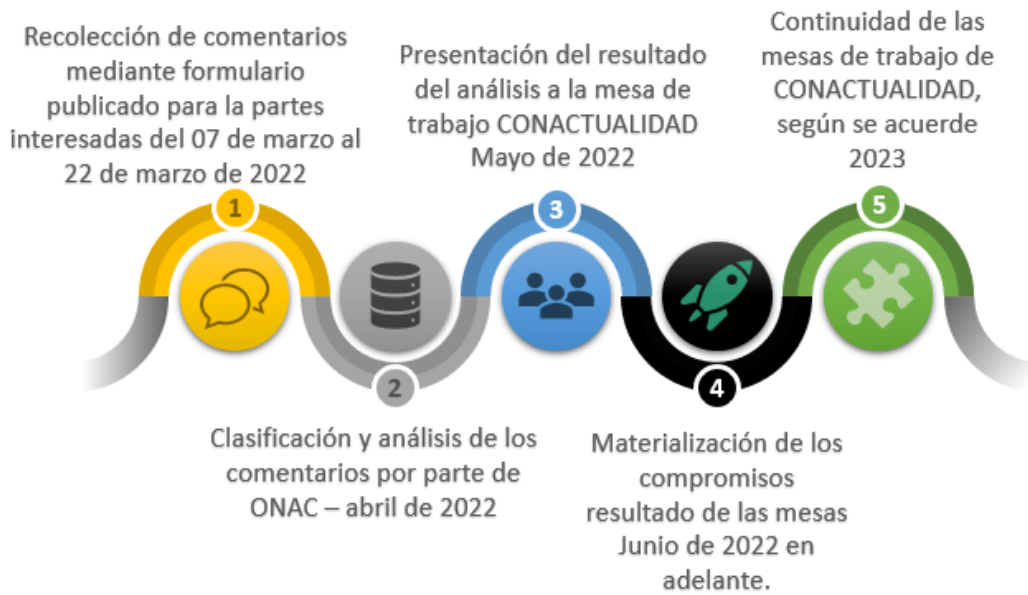 Recolección de comentarios
mediante formulario
publicado para la partes
interesadas del 07 de marzo al
22 de marzo de 2022
1
Clasificación y análisis de los
comentarios por parte de
ONAC – abril de 2022
2
Presentación del resultado
del análisis a la mesa de
trabajo CONACTUALIDAD
Mayo de 2022
3
Materialización de los
compromisos
resultado de las mesas
Junio de 2022 en
adelante.
4
Continuidad de las
mesas de trabajo de
CONACTUALIDAD,
según se acuerde
2023
5